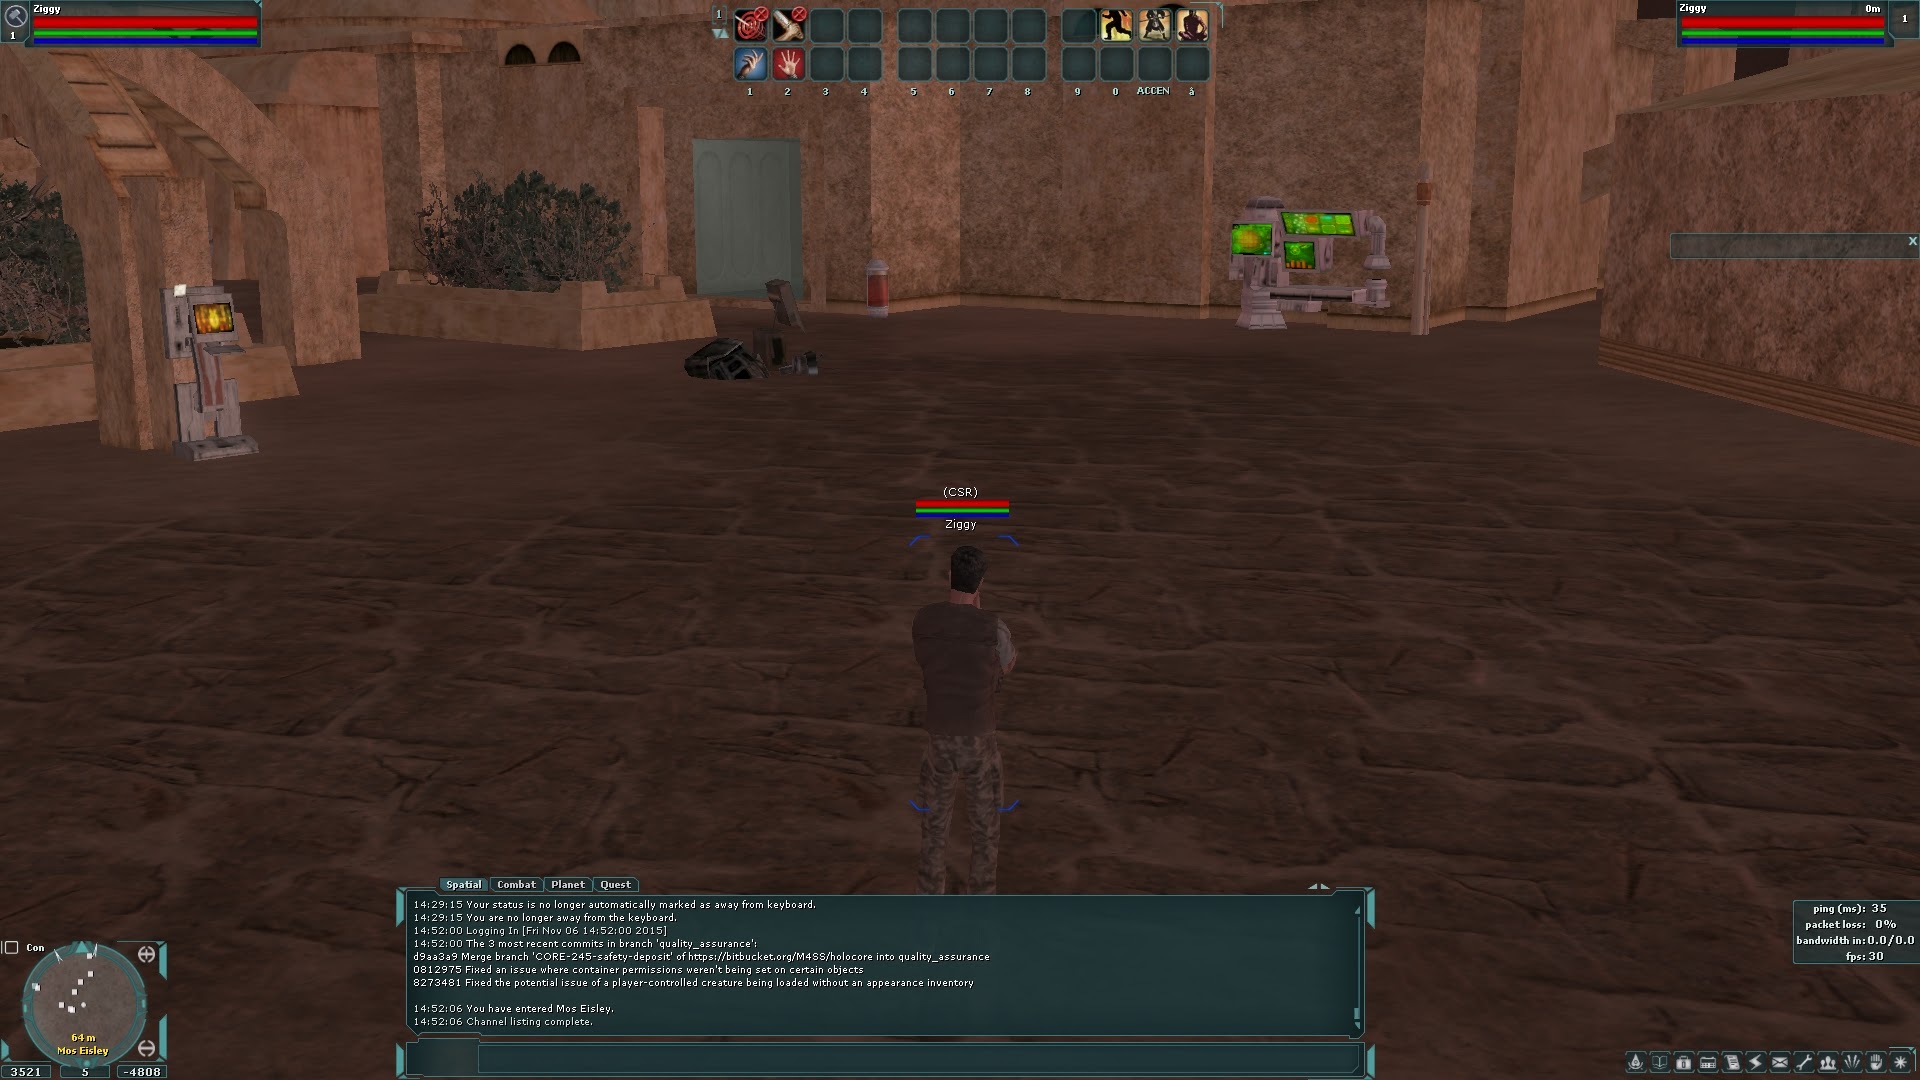 Ziggy
1
1
1 2 3 4 5 6 7 8 9 0 ACCEN å
Ziggy 0m
1
X
(CSR)
Ziggy
Spatial Combat Planet Quest
14:29:15 Your status is no longer automatically marked as away from keyboard.
14:29:15 You are no longer away from the keyboard.
14:52:00 Logging In [Fri Nov 06 14:52:00 2015]
14:52:00 The 3 most recent commits in branch 'quality_assurance':
d9aa3a9 Merge branch 'CORE-245-safety-deposit' of https://bitbucket.org/M4SS/holocore into quality_assurance
0812975 Fixed an issue where container permissions weren't being set on certain objects
8273481 Fixed the potential issue of a player-controlled creature being loaded without an appearance inventory
14:52:06 You have entered Mos Eisley.
14:52:06 Channel listing complete.
Con
64 m
Mos Eisley
3521 5 -4808
ping (ms): 35
packet loss: 0%
bandwidth in: 0.0/0.0
fps: 30